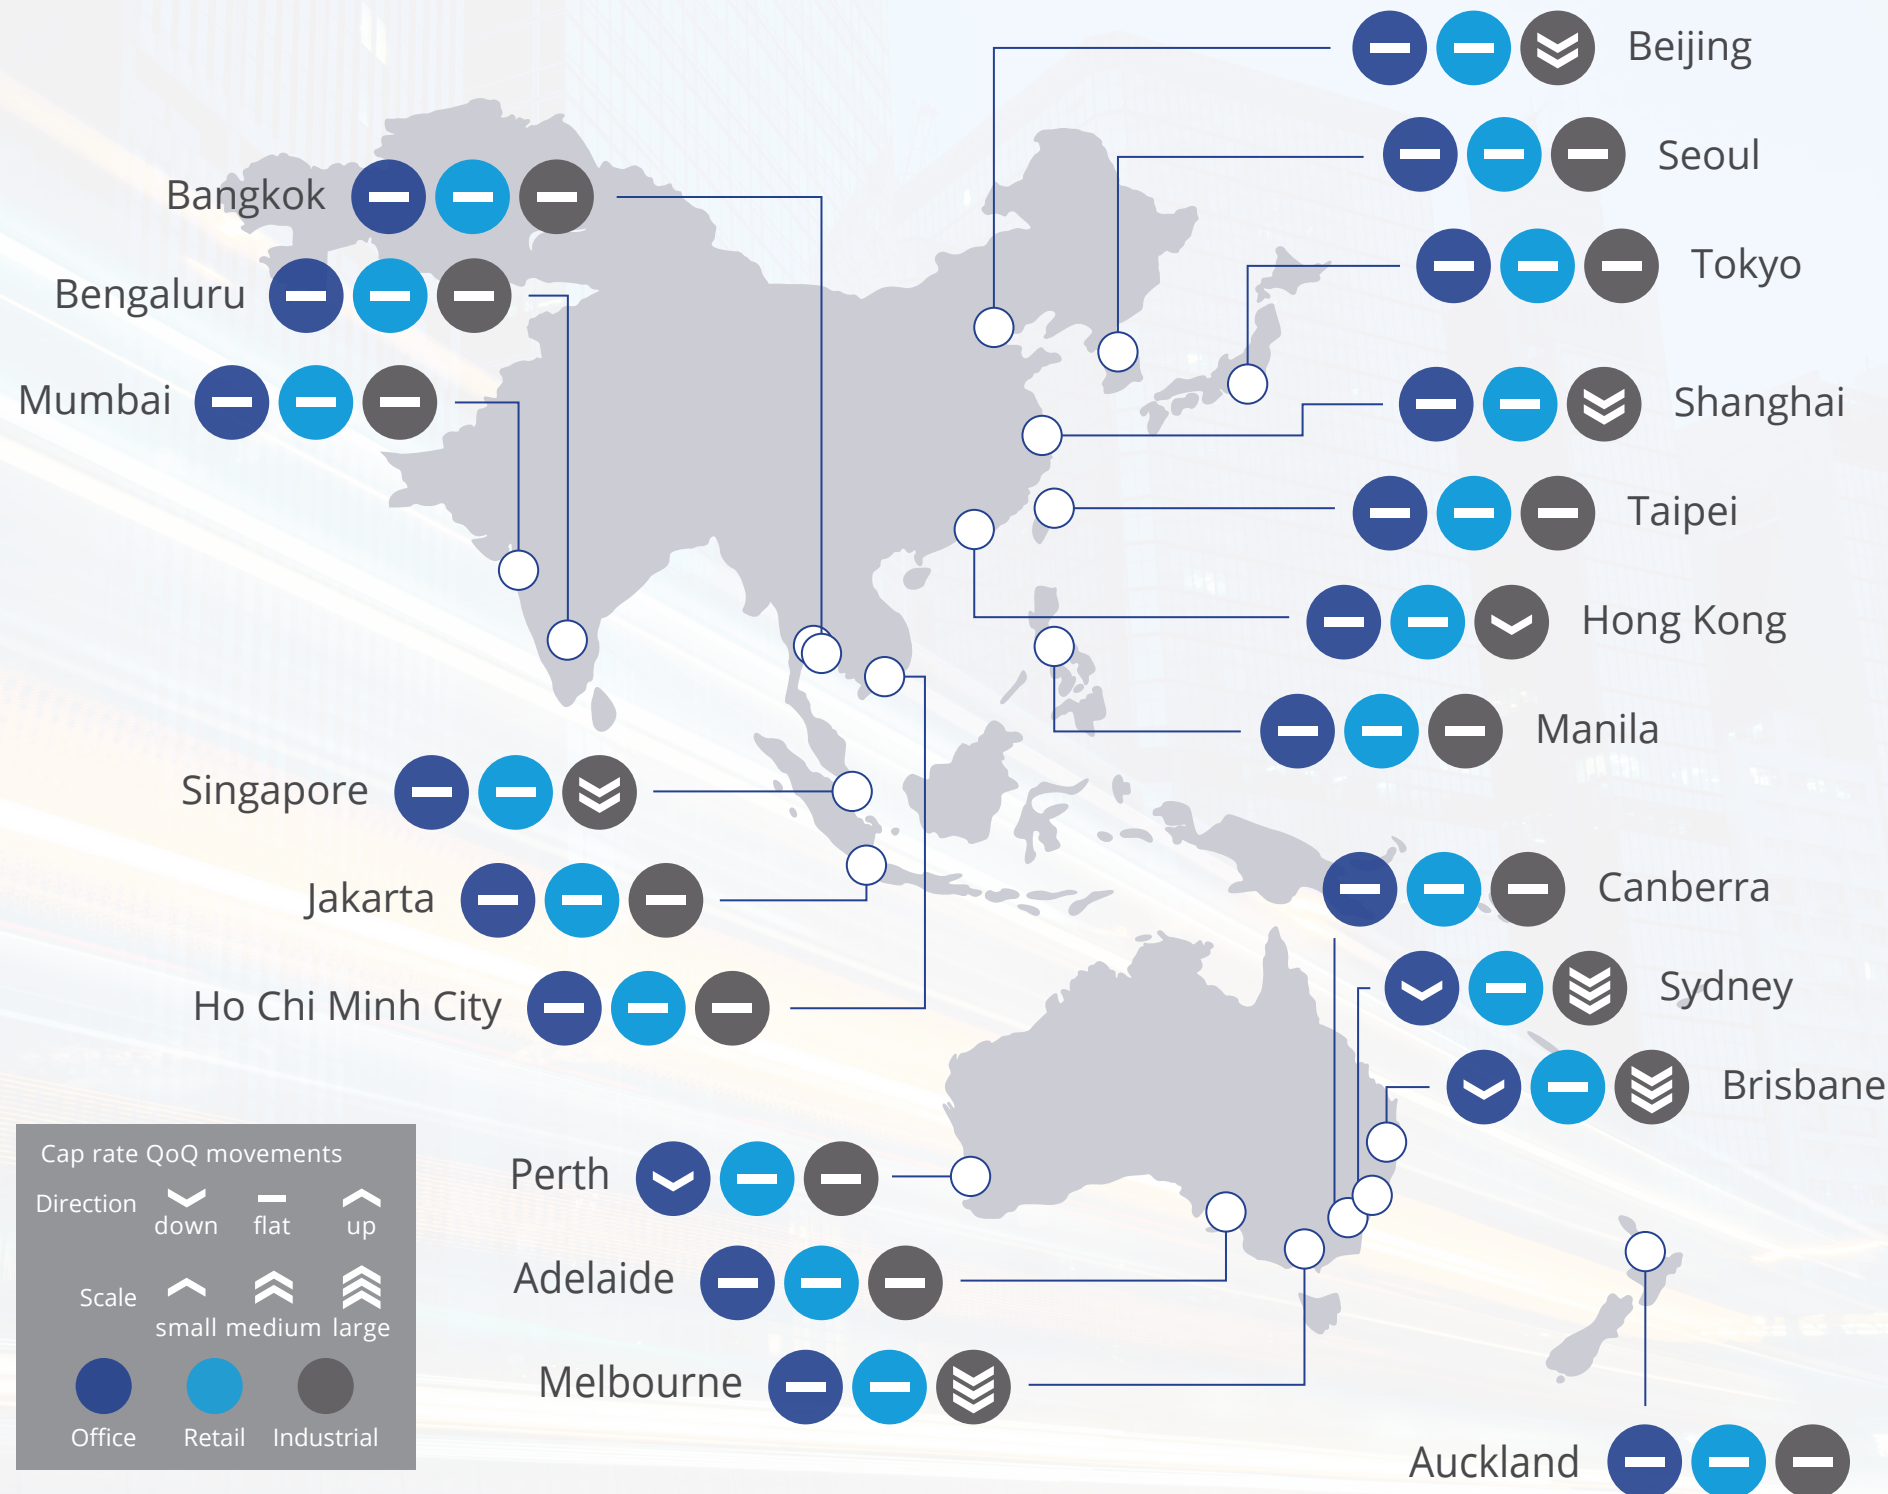 Beijing
Seoul
Bangkok
Tokyo
Bengaluru
Mumbai
Shanghai
Taipei
Hong Kong
Manila
Singapore
Canberra
Jakarta
Sydney
Ho Chi Minh City
Brisbane
Perth
Adelaide
Melbourne
Auckland
Cap rate QoQ movements
Direction
down flat up
Scale
small medium large
Office Retail Industrial